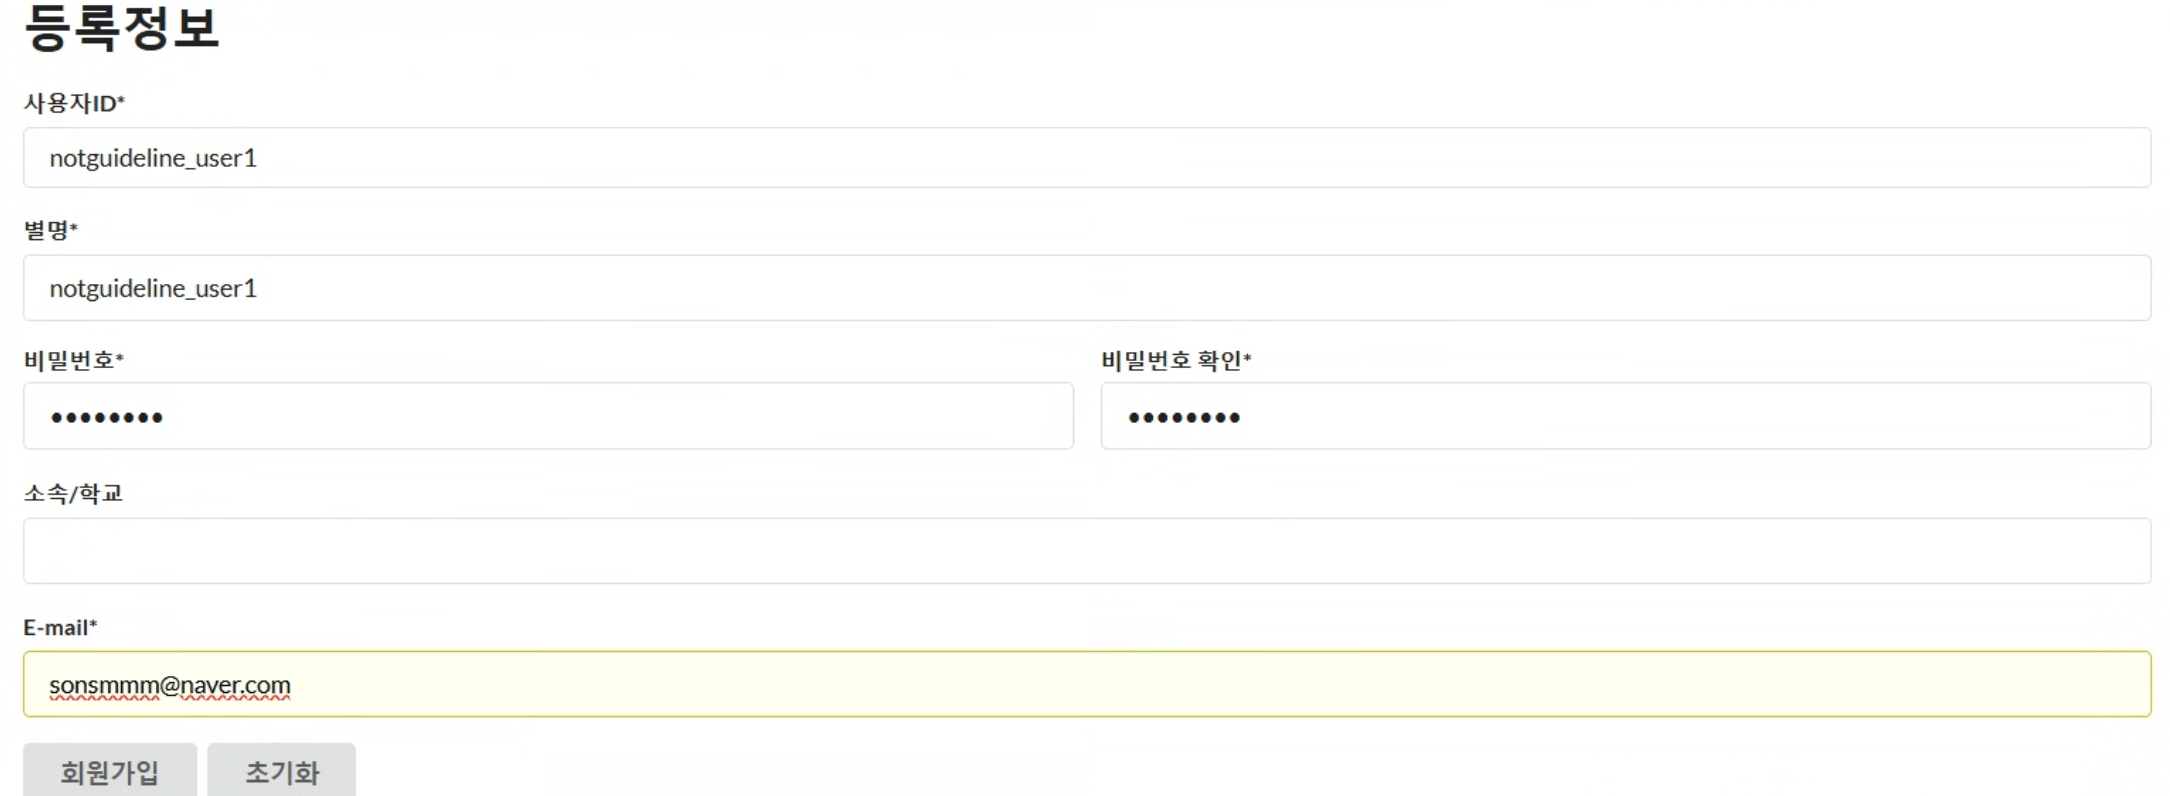 등록정보
사용자ID*
notguideline_user1
별명*
notguideline_user1
비밀번호* 비밀번호 확인*
•••••••• ••••••••
소속/학교
E-mail*
sonsmmm@naver.com
회원가입 초기화